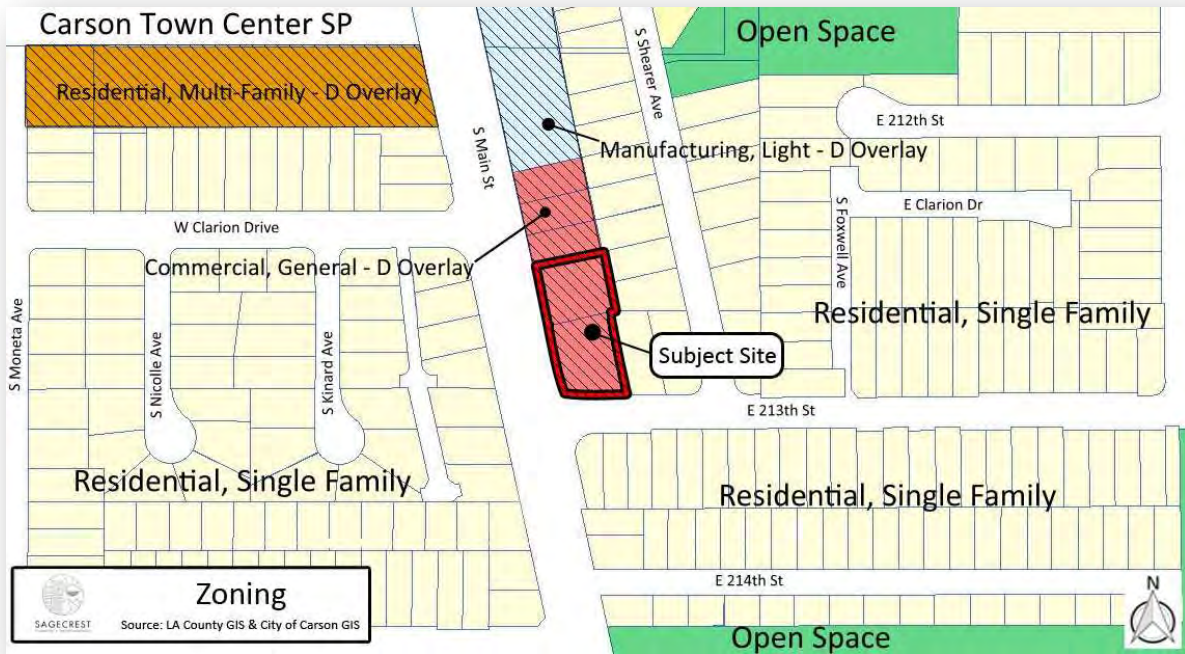 Carson Town Center SP
Open Space
Residential, Multi-Family - D Overlay
S Shearer Ave
E 212th St
S Main St
Manufacturing, Light - D Overlay
E Clarion Dr
S Foxwell Ave
W Clarion Drive
Commercial, General - D Overlay
S Moneta Ave
S Nicolle Ave
S Kinard Ave
Residential, Single Family
Subject Site
E 213th St
Residential, Single Family
Residential, Single Family
E 214th St
Zoning
SAGECREST
Source: LA County GIS & City of Carson GIS
N
Open Space